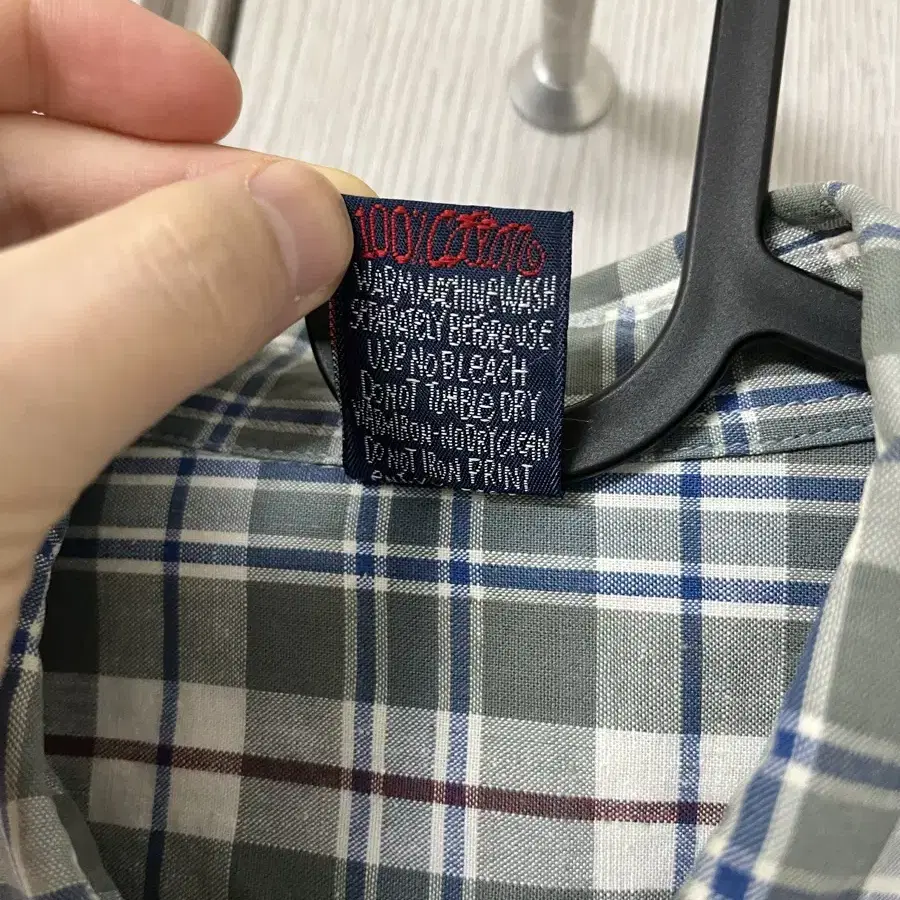 100% Cotton
WARM MACHINE WASH
SEPARATELY BEFORE USE
USE NO BLEACH
DO NOT TUMBLE DRY
WARM IRON-NO DRY CLEAN
DO NOT IRON PRINT